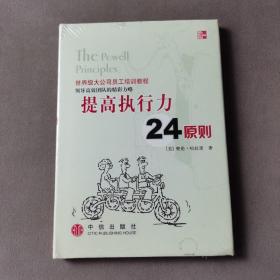 The Powell
Principles
世界级大公司员工培训教程
领导高效团队的精彩方略
提高执行力
24原则
[美] 奥伦·哈拉里 著
中信出版社
CITIC PUBLISHING HOUSE